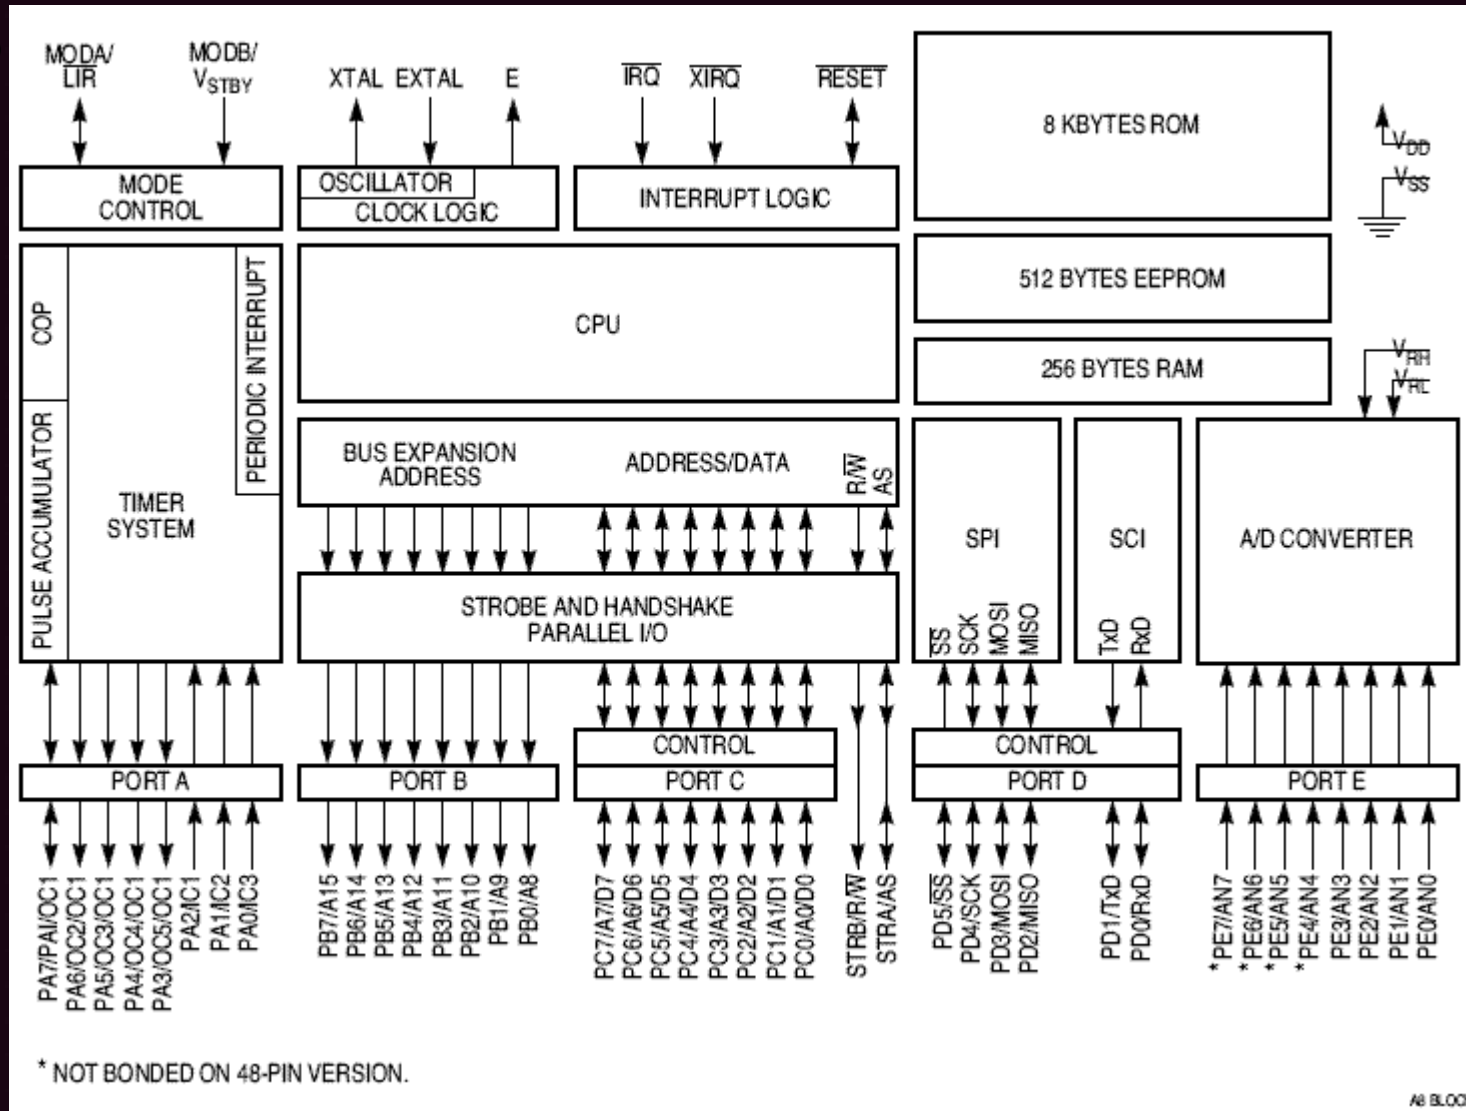 MODA/
LIR
MODB/
VSTBY
XTAL
EXTAL
E
IRQ
XIRQ
RESET
MODE
CONTROL
OSCILLATOR
CLOCK LOGIC
INTERRUPT LOGIC
8 KBYTES ROM
VDD
VSS
COP
PULSE ACCUMULATOR
TIMER
SYSTEM
PERIODIC INTERRUPT
CPU
512 BYTES EEPROM
256 BYTES RAM
VRH
VRL
BUS EXPANSION
ADDRESS
ADDRESS/DATA
R/W
AS
STROBE AND HANDSHAKE
PARALLEL I/O
SPI
SS
SCK
MOSI
MISO
SCI
TxD
RxD
A/D CONVERTER
CONTROL
CONTROL
PORT A
PORT B
PORT C
PORT D
PORT E
PA7/PAI/OC1
PA6/OC2/OC1
PA5/OC3/OC1
PA4/OC4/OC1
PA3/OC5/OC1
PA2/IC1
PA1/IC2
PA0/IC3
PB7/A15
PB6/A14
PB5/A13
PB4/A12
PB3/A11
PB2/A10
PB1/A9
PB0/A8
PC7/A7/D7
PC6/A6/D6
PC5/A5/D5
PC4/A4/D4
PC3/A3/D3
PC2/A2/D2
PC1/A1/D1
PC0/A0/D0
STRB/R/W
STRA/AS
PD5/SS
PD4/SCK
PD3/MOSI
PD2/MISO
PD1/TxD
PD0/RxD
*PE7/AN7
*PE6/AN6
*PE5/AN5
*PE4/AN4
PE3/AN3
PE2/AN2
PE1/AN1
PE0/AN0
* NOT BONDED ON 48-PIN VERSION.
A8 BLOC